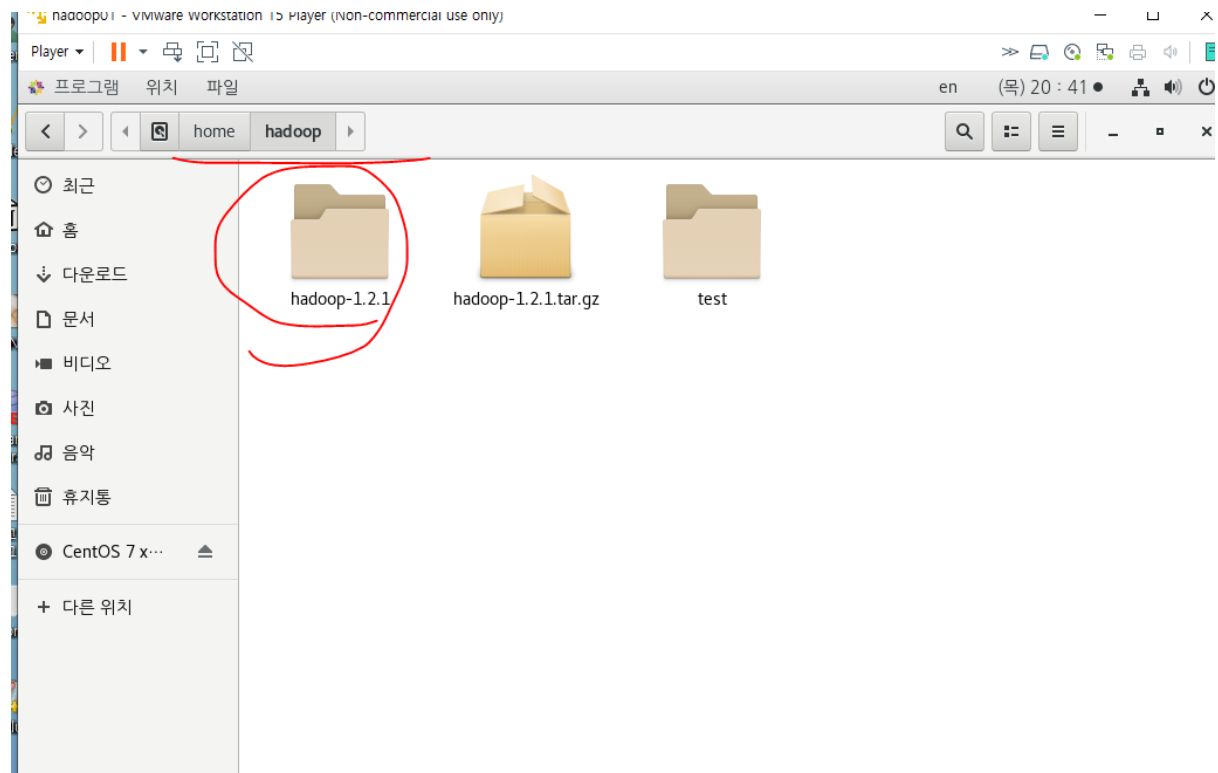 hadoop01 - VMware Workstation 15 Player (Non-commercial use only)
Player
프로그램 위치 파일 en (목) 20 : 41
home hadoop
최근
홈
다운로드
문서
비디오
사진
음악
휴지통
CentOS 7 x…
다른 위치
hadoop-1.2.1 hadoop-1.2.1.tar.gz test